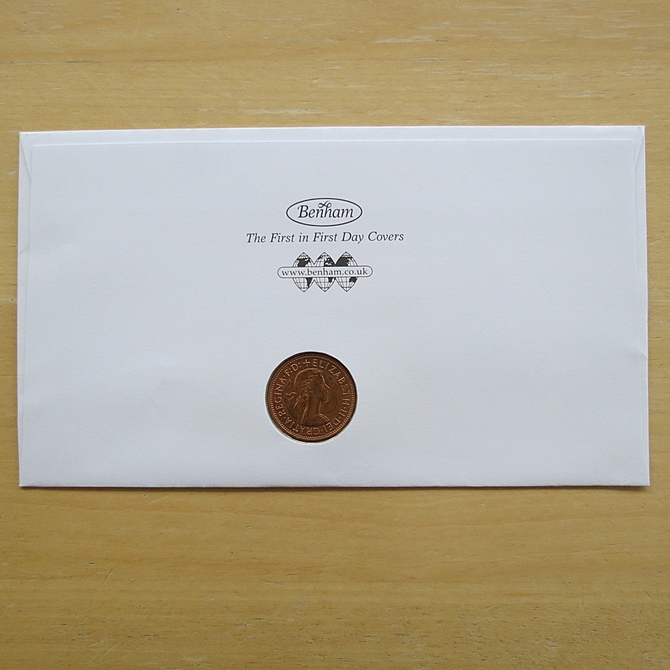 Benham
The First in First Day Covers
www.benham.co.uk
+ELIZABETH·II·DEI·GRATIA·REGINA·F:D: